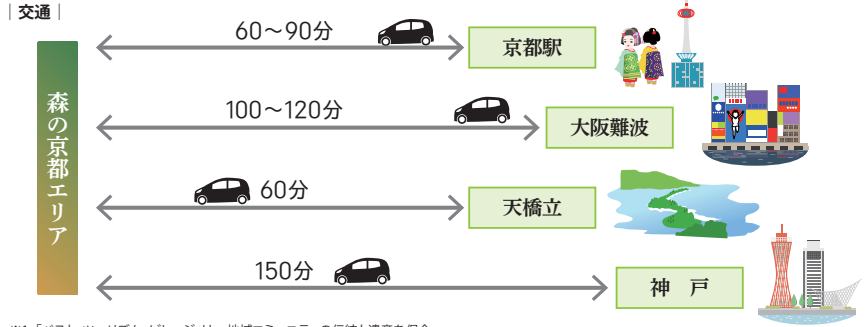 ｜交通｜
森の京都エリア
60～90分
京都駅
100～120分
大阪難波
60分
天橋立
150分
神　戸